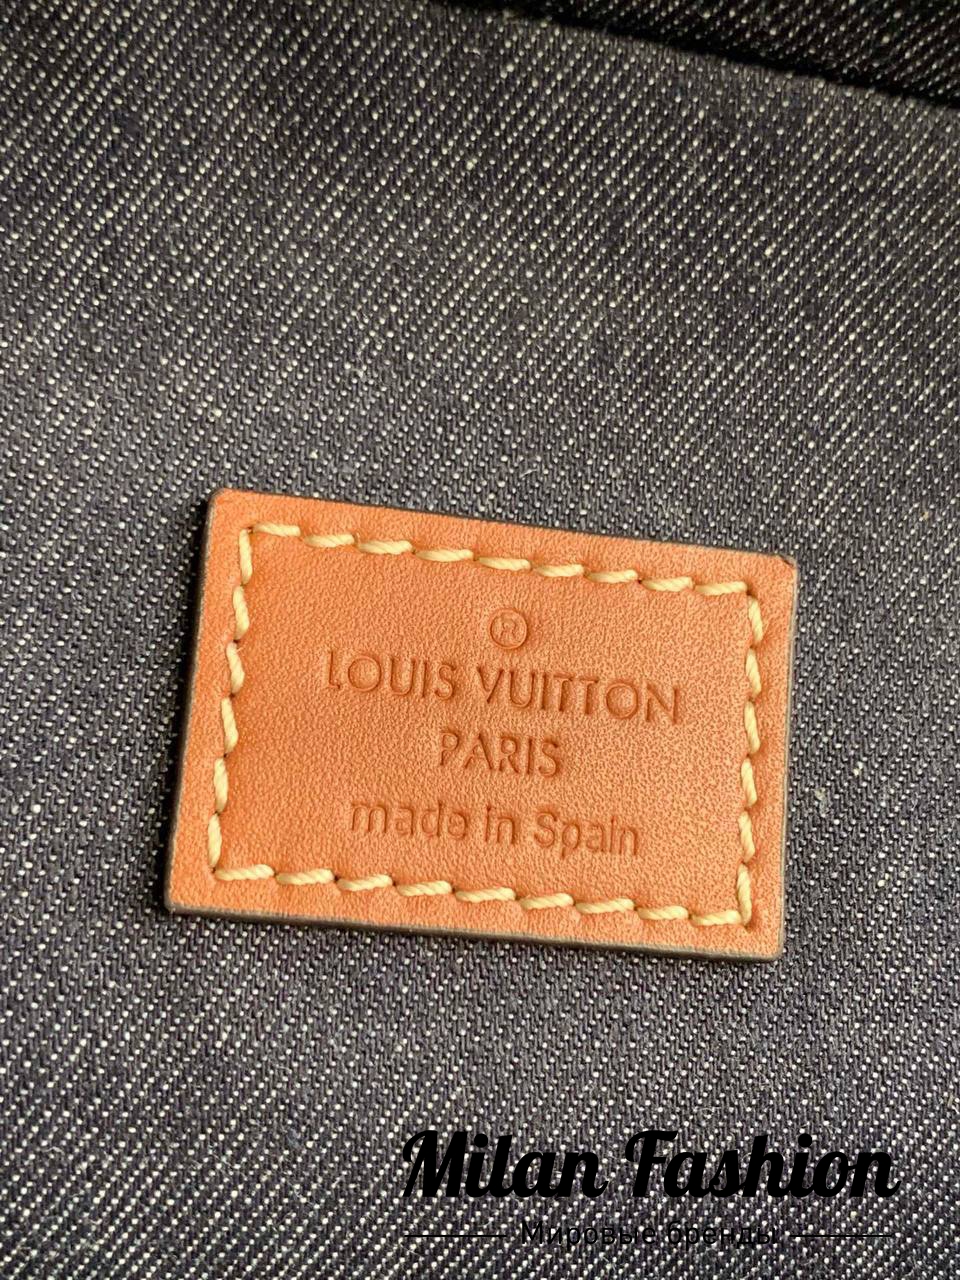 ®
LOUIS VUITTON
PARIS
made in Spain
Milan Fashion
Мировые бренды